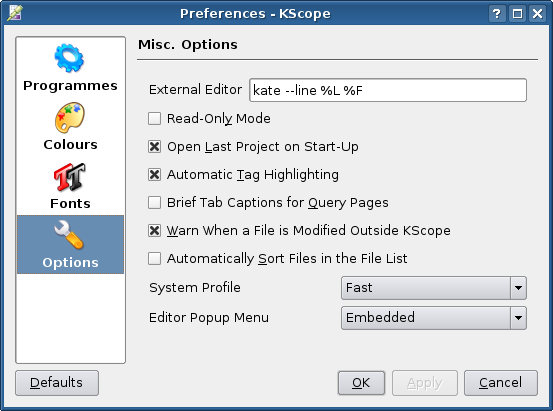 Preferences - KScope
Programmes
Colours
Fonts
Options
Misc. Options
External Editor kate --line %L %F
Read-Only Mode
Open Last Project on Start-Up
Automatic Tag Highlighting
Brief Tab Captions for Query Pages
Warn When a File is Modified Outside KScope
Automatically Sort Files in the File List
System Profile Fast
Editor Popup Menu Embedded
Defaults OK Apply Cancel